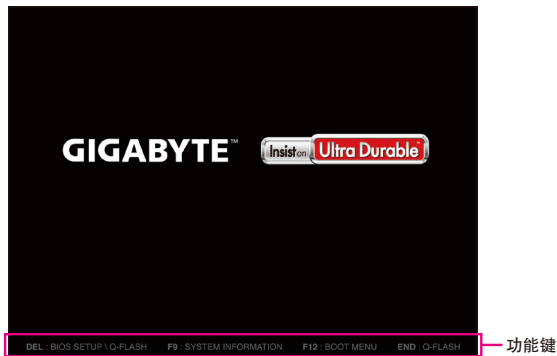 GIGABYTE™ Insist on Ultra Durable™
DEL : BIOS SETUP \ Q-FLASH F9 : SYSTEM INFORMATION F12 : BOOT MENU END : Q-FLASH
功能键